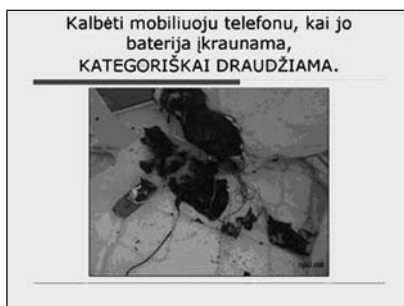 Kalbėti mobiliuoju telefonu, kai jo
baterija įkraunama,
KATEGORIŠKAI DRAUDŽIAMA.